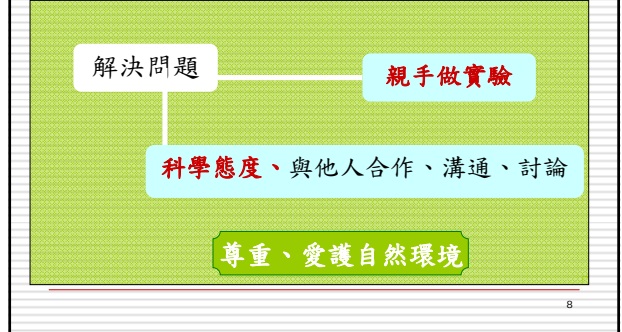 解決問題
親手做實驗
科學態度、與他人合作、溝通、討論
尊重、愛護自然環境
8